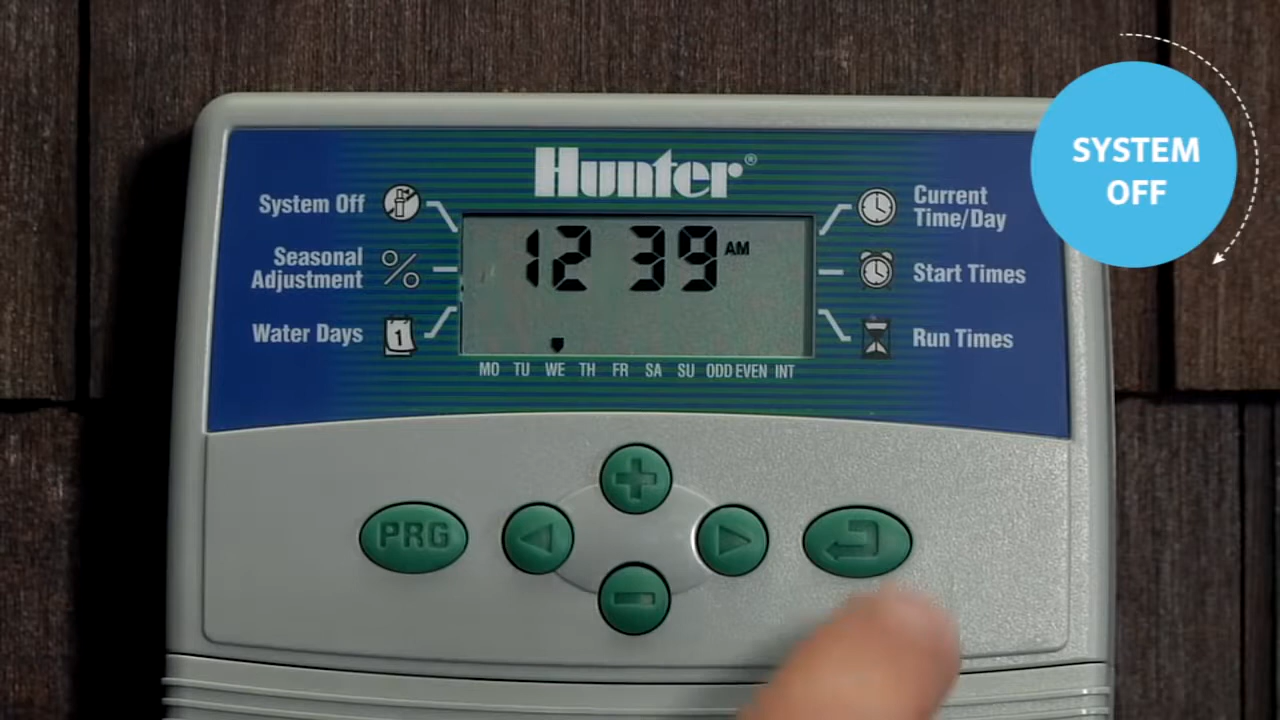 SYSTEM
OFF
Hunter®
System Off
Seasonal
Adjustment
%
Water Days
1
12 39 AM
Current
Time/Day
Start Times
Run Times
MO TU WE TH FR SA SU ODD EVEN INT
PRG